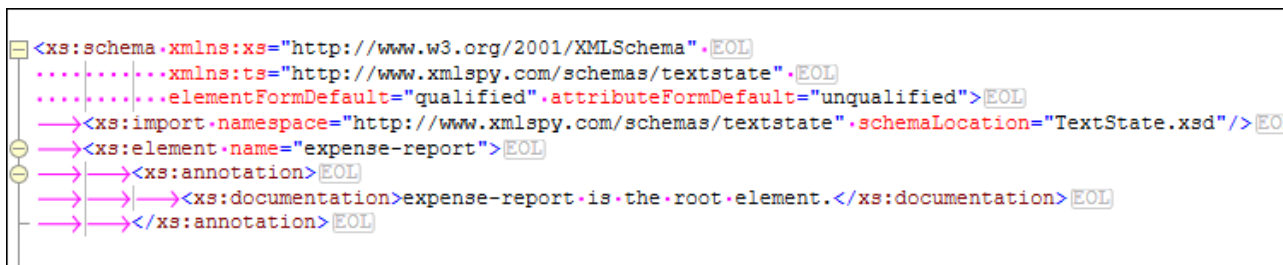 <xs:schema xmlns:xs="http://www.w3.org/2001/XMLSchema" EOL
xmlns:ts="http://www.xmlspy.com/schemas/textstate" EOL
elementFormDefault="qualified" attributeFormDefault="unqualified">EOL
<xs:import namespace="http://www.xmlspy.com/schemas/textstate" schemaLocation="TextState.xsd"/>EO
<xs:element name="expense-report">EOL
<xs:annotation>EOL
<xs:documentation>expense-report is the root element.</xs:documentation>EOL
</xs:annotation>EOL